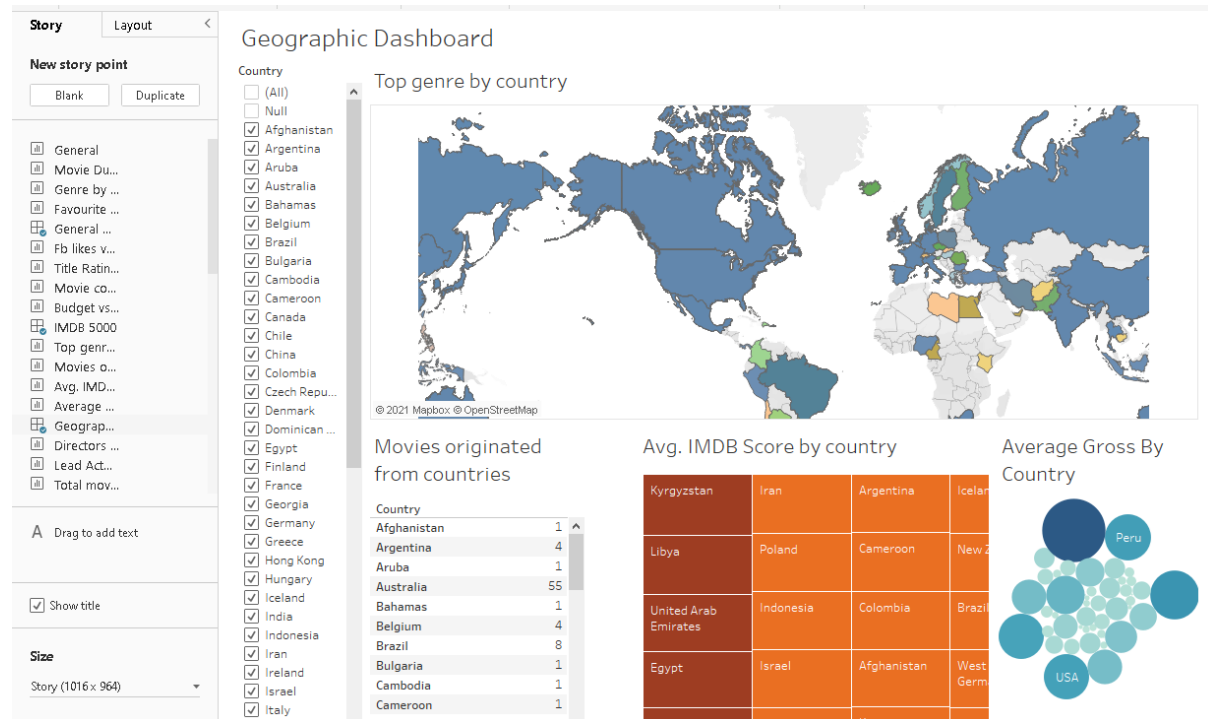 Story
Layout
New story point
Blank
Duplicate
General
Movie Du...
Genre by ...
Favourite ...
General ...
Fb likes v...
Title Ratin...
Movie co...
Budget vs...
IMDB 5000
Top genr...
Movies o...
Avg. IMD...
Average ...
Geograp...
Directors ...
Lead Act...
Total mov...
A Drag to add text
Show title
Size
Story (1016 x 964)
Geographic Dashboard
Country
(All)
Null
Afghanistan
Argentina
Aruba
Australia
Bahamas
Belgium
Brazil
Bulgaria
Cambodia
Cameroon
Canada
Chile
China
Colombia
Czech Repu...
Denmark
Dominican ...
Egypt
Finland
France
Georgia
Germany
Greece
Hong Kong
Hungary
Iceland
India
Indonesia
Iran
Ireland
Israel
Italy
Top genre by country
© 2021 Mapbox © OpenStreetMap
Movies originated
from countries
Country
Afghanistan 1
Argentina 4
Aruba 1
Australia 55
Bahamas 1
Belgium 4
Brazil 8
Bulgaria 1
Cambodia 1
Cameroon 1
Avg. IMDB Score by country
Kyrgyzstan Iran Argentina Icelan
Libya Poland Cameroon New Z
United Arab
Emirates Indonesia Colombia Brazil
Egypt Israel Afghanistan West
Germ
Average Gross By
Country
Peru
USA